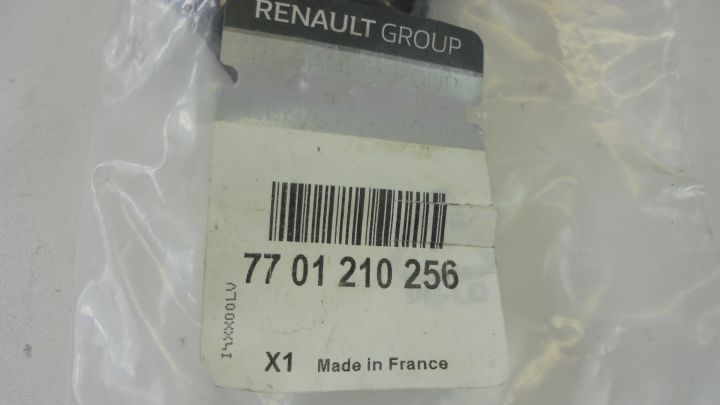 RENAULT GROUP
77 01 210 256
X1 Made in France